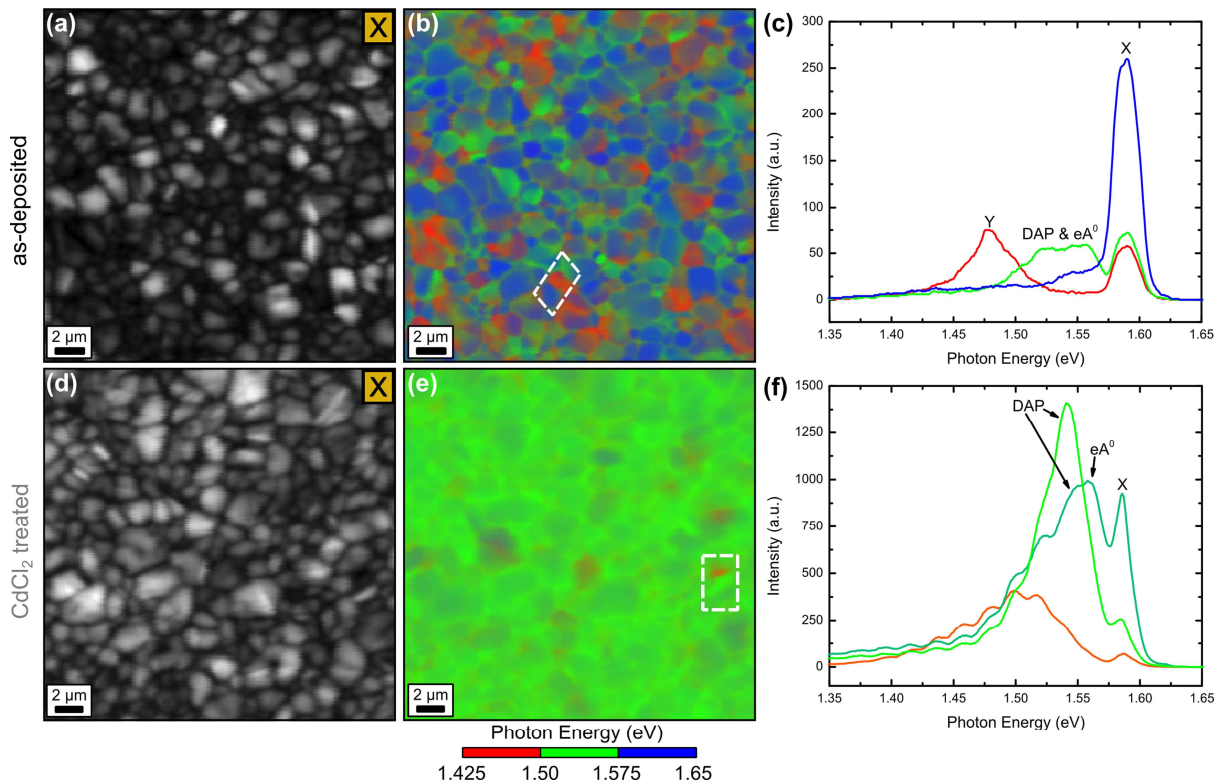 as-deposited
(a)
X
2 µm
(b)
2 µm
(c)
300
250
200
150
100
50
0
Intensity (a.u.)
X
Y
DAP & eA⁰
1.35 1.40 1.45 1.50 1.55 1.60 1.65
Photon Energy (eV)
CdCl₂ treated
(d)
X
2 µm
(e)
2 µm
(f)
1500
1250
1000
750
500
250
0
Intensity (a.u.)
DAP
eA⁰
X
1.35 1.40 1.45 1.50 1.55 1.60 1.65
Photon Energy (eV)
Photon Energy (eV)
1.425 1.50 1.575 1.65